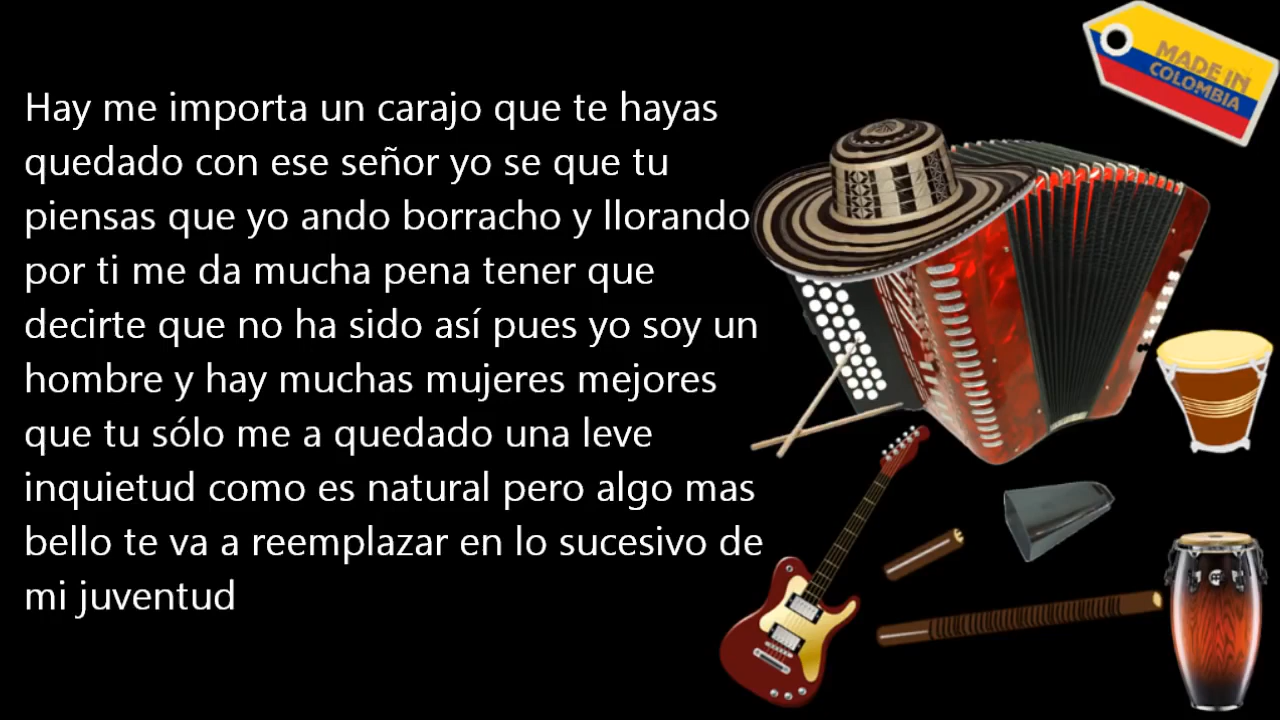 Hay me importa un carajo que te hayas
quedado con ese señor yo se que tu
piensas que yo ando borracho y llorando
por ti me da mucha pena tener que
decirte que no ha sido así pues yo soy un
hombre y hay muchas mujeres mejores
que tu sólo me a quedado una leve
inquietud como es natural pero algo mas
bello te va a reemplazar en lo sucesivo de
mi juventud
MADE IN
COLOMBIA